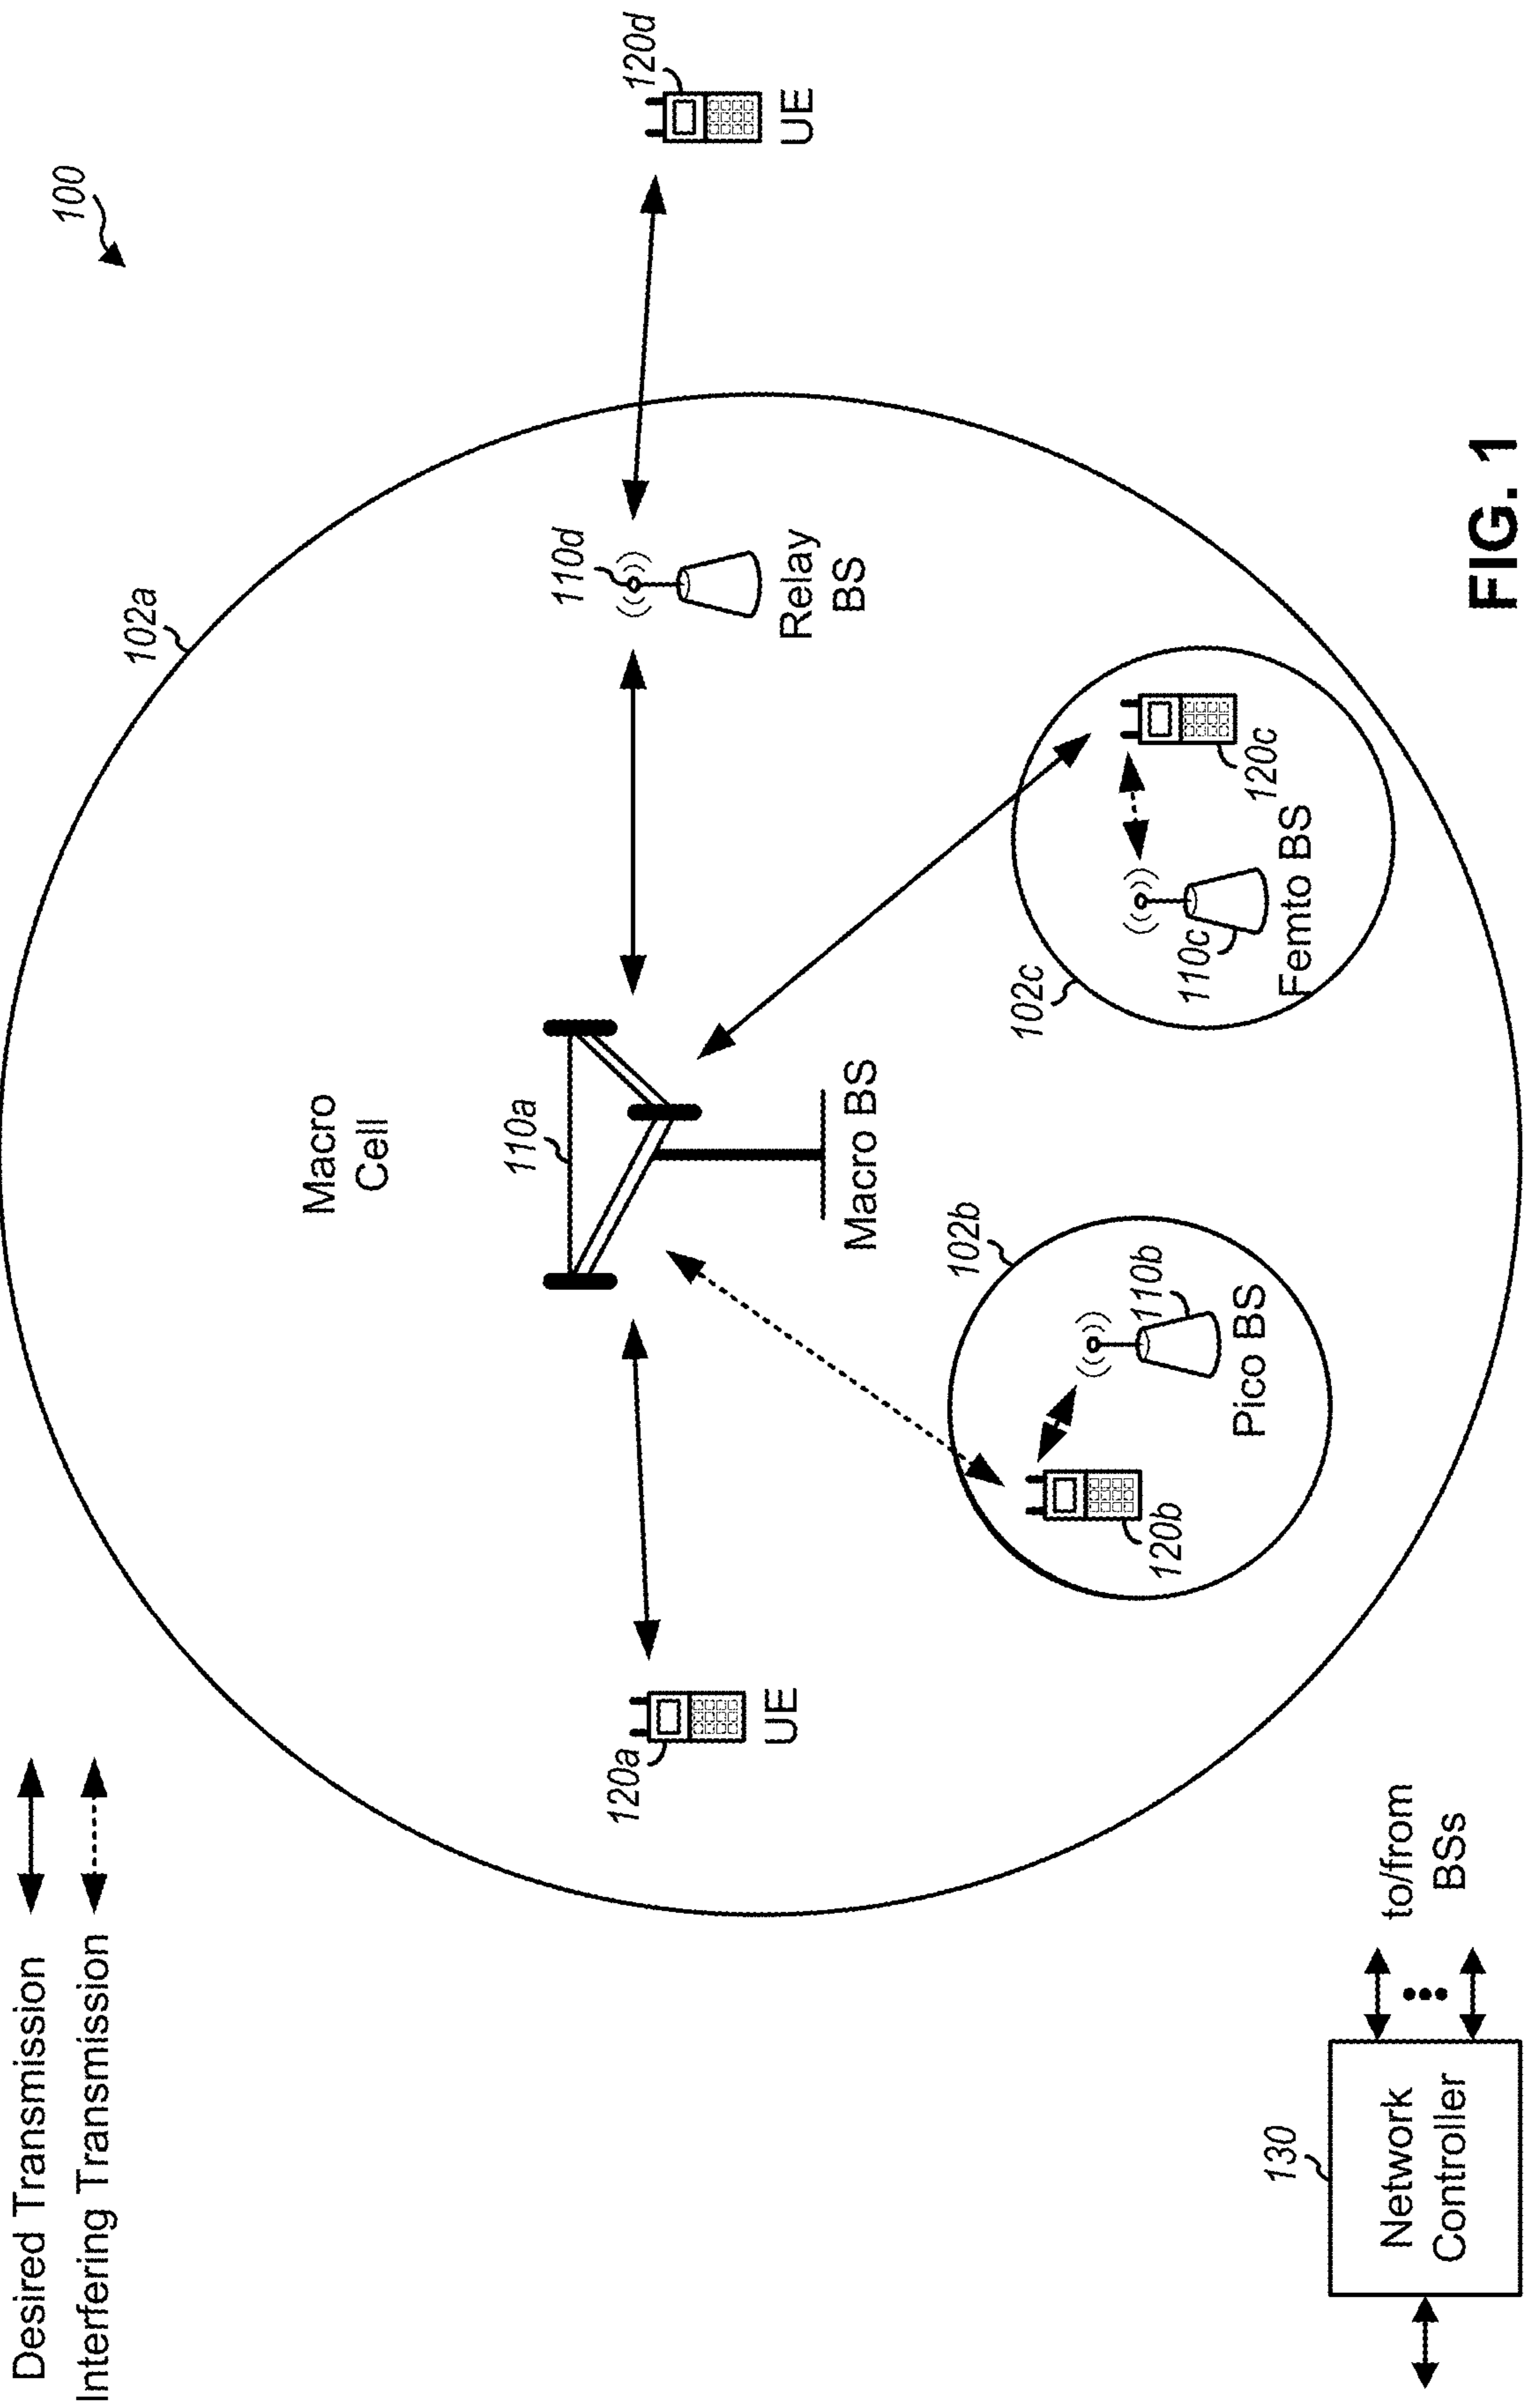 Desired Transmission
Interfering Transmission
100
102a
Macro
Cell
110a
110d
120d
120a
UE
Macro BS
Relay
BS
UE
102b
102c
110b
120b
Pico BS
110c
120c
Femto BS
130
Network
Controller
to/from
BSs
FIG. 1